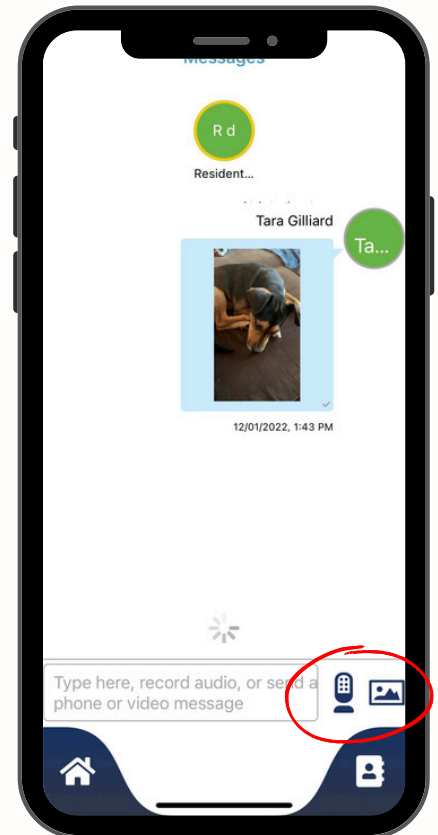 Messages
R d
Resident...
Tara Gilliard
Ta...
12/01/2022, 1:43 PM
Type here, record audio, or send a
phone or video message